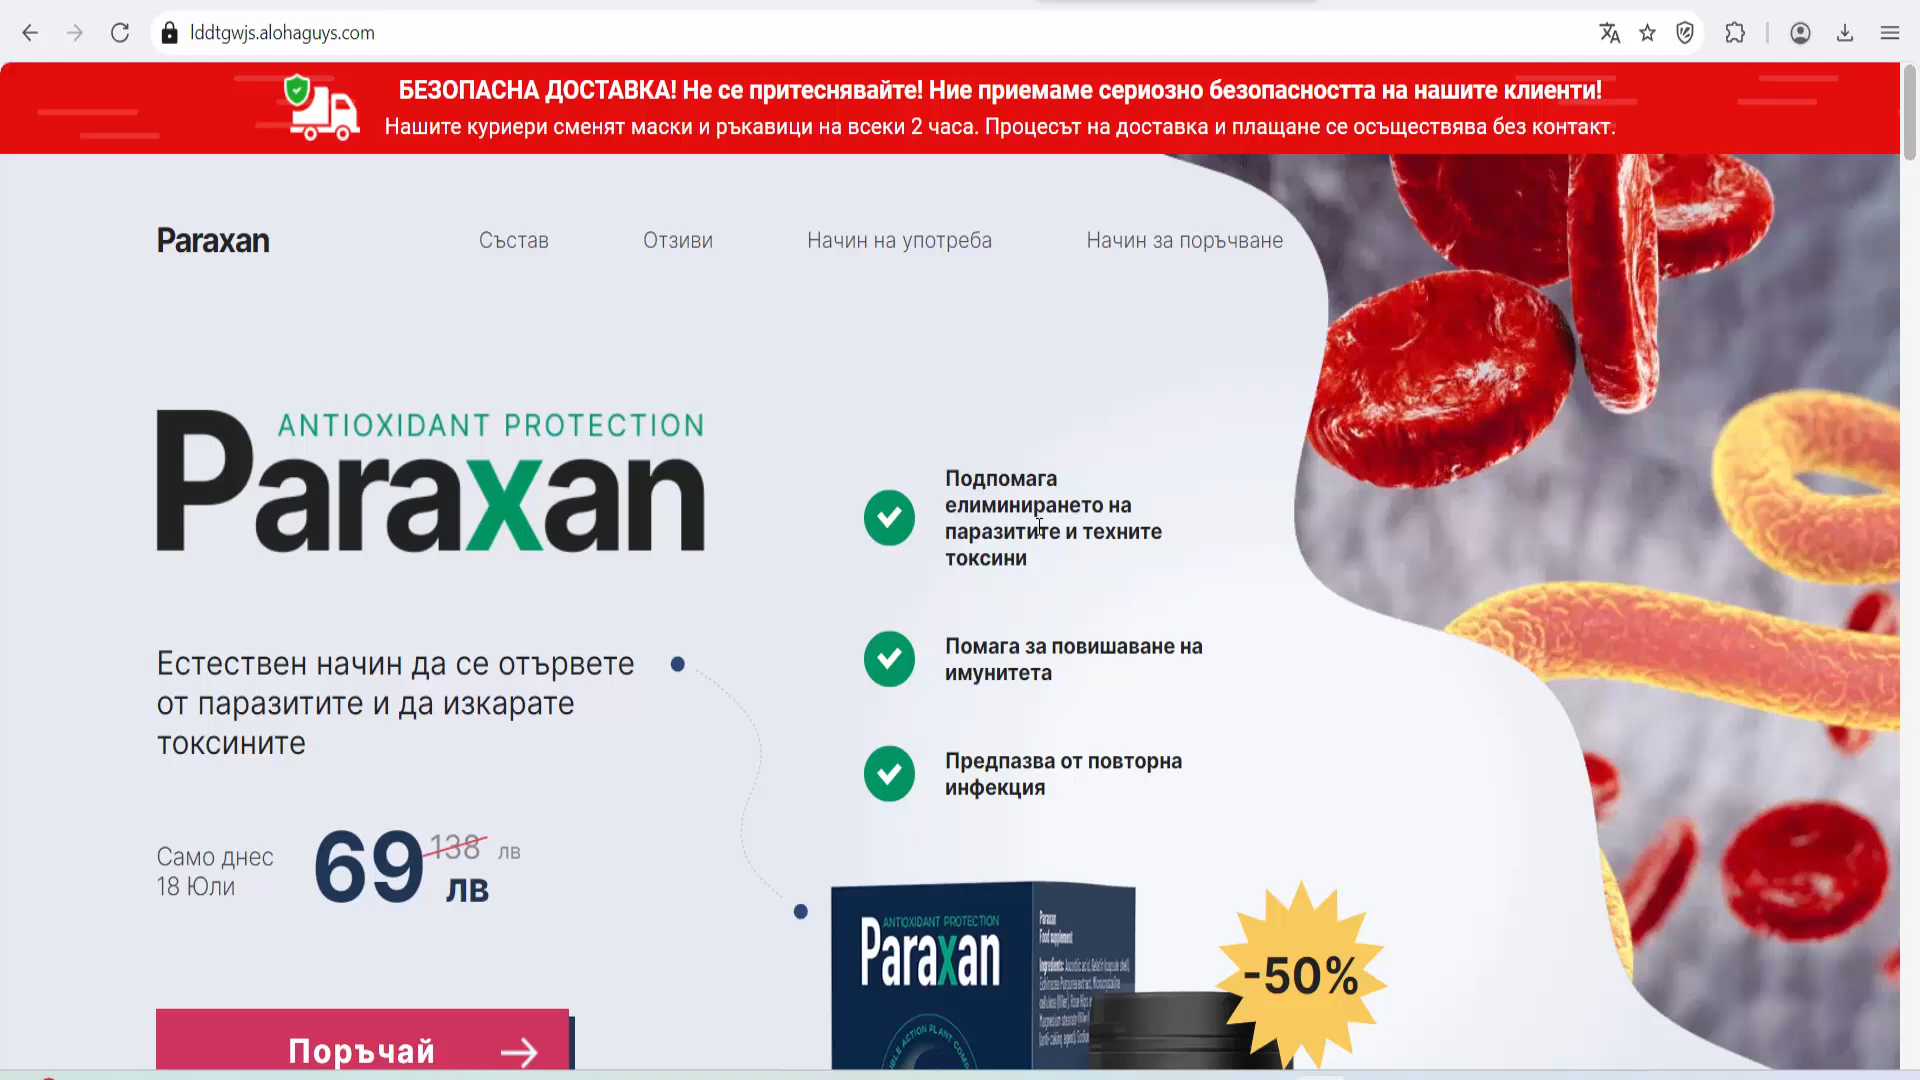 lddtgwjs.alohaguys.com
БЕЗОПАСНА ДОСТАВКА! Не се притеснявайте! Ние приемаме сериозно безопасността на нашите клиенти!
Нашите куриери сменят маски и ръкавици на всеки 2 часа. Процесът на доставка и плащане се осъществява без контакт.
Paraxan
Състав
Отзиви
Начин на употреба
Начин за поръчване
ANTIOXIDANT PROTECTION
Paraxan
Естествен начин да се отървете
от паразитите и да изкарате
токсините
Само днес
18 Юли
69 лв
138 лв
Поръчай
Подпомага
елиминирането на
паразитите и техните
токсини
Помага за повишаване на
имунитета
Предпазва от повторна
инфекция
ANTIOXIDANT PROTECTION
Paraxan
Paraxan
Food supplement
-50%